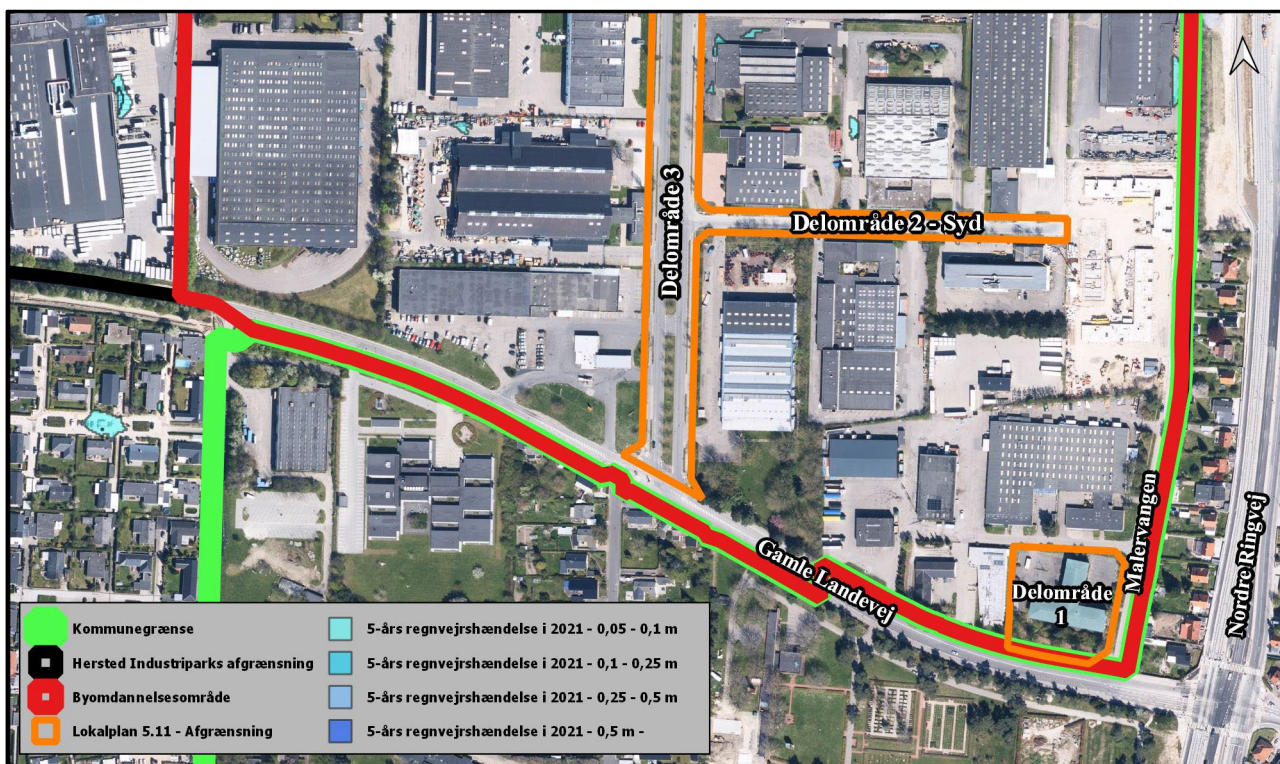 Delområde 3
Delområde 2 - Syd
Gamle Landevej
Malervangen
Nordre Ringvej
Delområde
1
Kommunegrænse
Hersted Industriparks afgrænsning
Byomdannelsesområde
Lokalplan 5.11 - Afgrænsning
5-års regnvejrshændelse i 2021 - 0,05 - 0,1 m
5-års regnvejrshændelse i 2021 - 0,1 - 0,25 m
5-års regnvejrshændelse i 2021 - 0,25 - 0,5 m
5-års regnvejrshændelse i 2021 - 0,5 m -